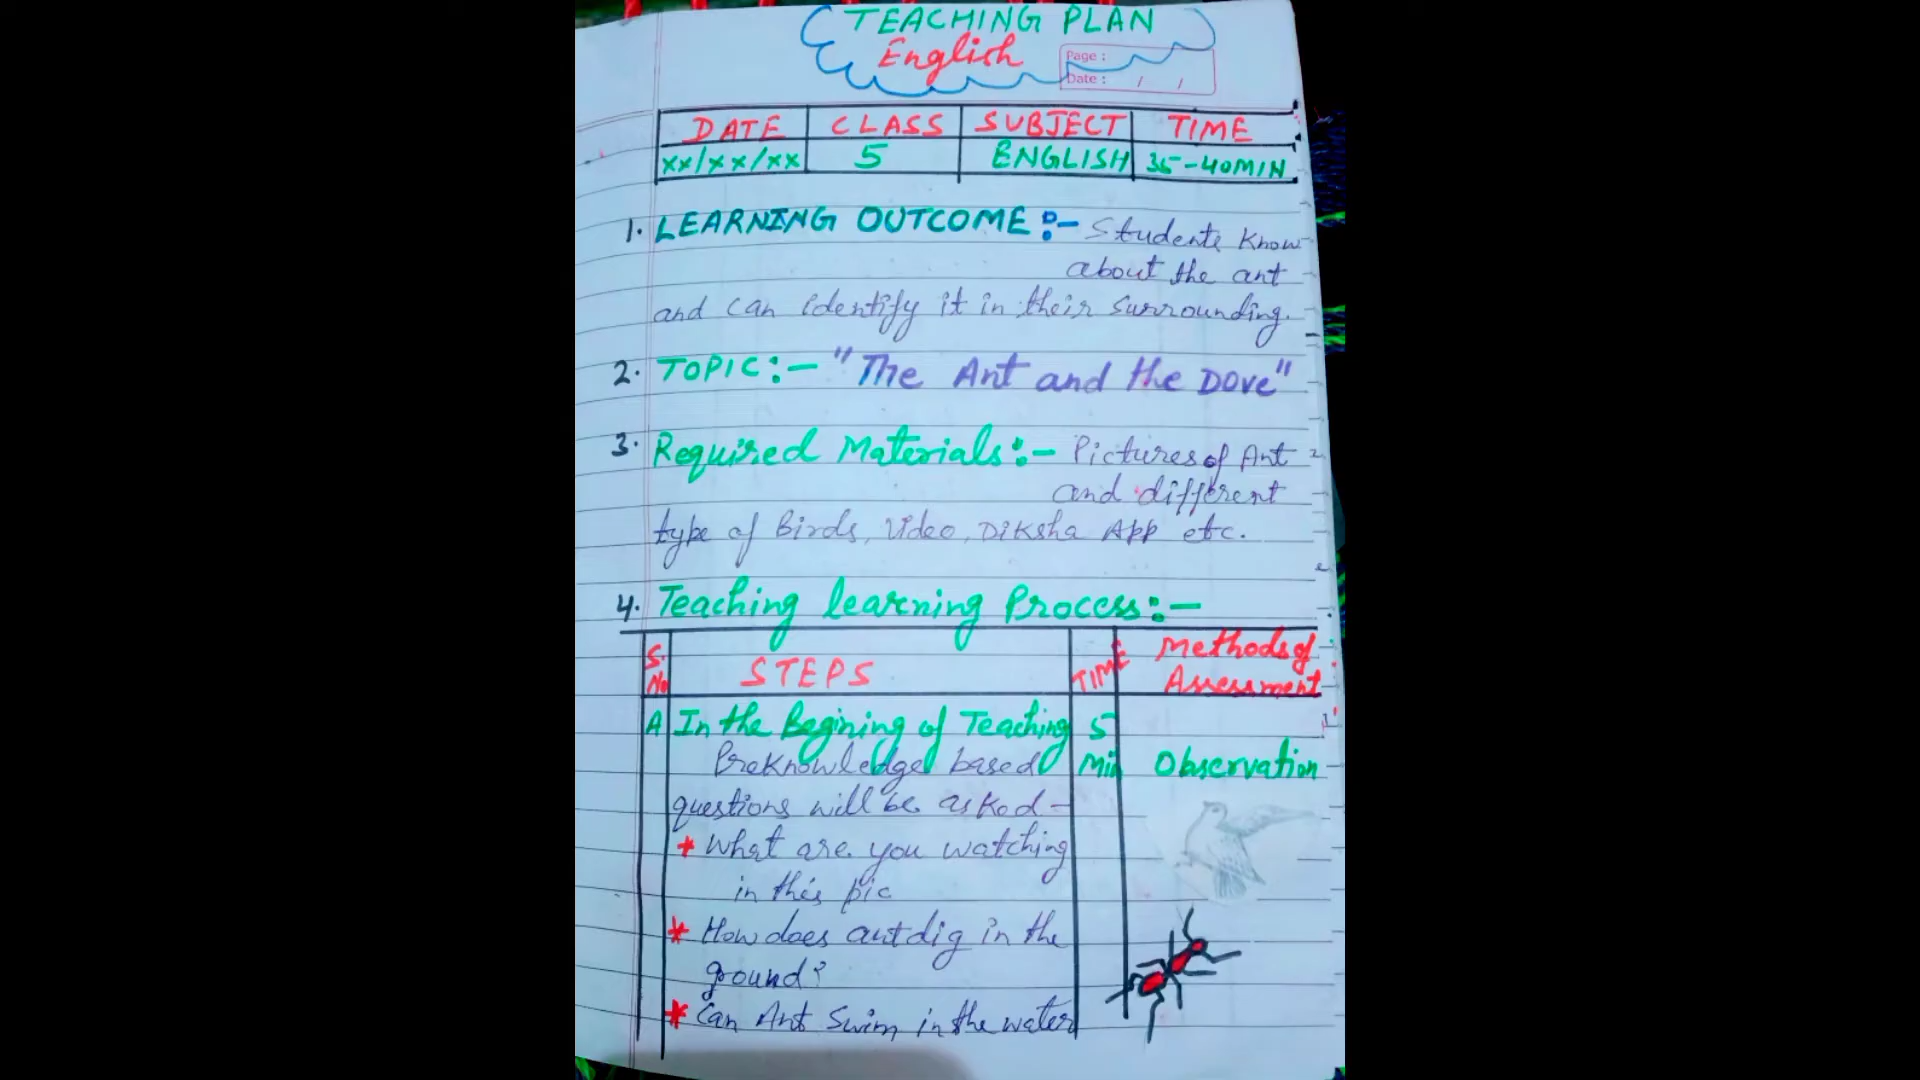 TEACHING PLAN
English
Page :
Date : / /
DATE CLASS SUBJECT TIME
xx/xx/xx 5 ENGLISH 35-40MIN
1. LEARNING OUTCOME :- Students Know
about the ant
and can identify it in their surrounding.
2. TOPIC :- "The Ant and the Dove"
3. Required Materials :- Pictures of Ant
and different
type of Birds, Video, Diksha App etc.
4. Teaching learning Process :-
S. No STEPS TIME Methods of Assessment
A In the Begining of Teaching 5
Preknowledge based Min Observation
questions will be asked -
* What are you watching
in this pic
* How does ant dig in the
ground?
* Can Ant Swim in the water